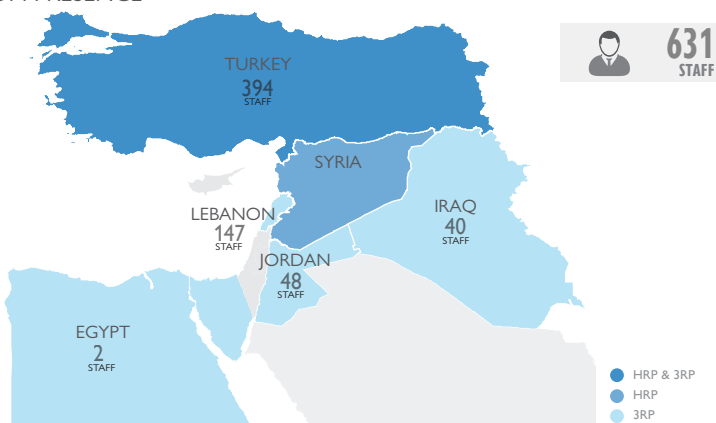 631
STAFF
TURKEY
394
STAFF
SYRIA
LEBANON
147
STAFF
IRAQ
40
STAFF
JORDAN
48
STAFF
EGYPT
2
STAFF
HRP & 3RP
HRP
3RP